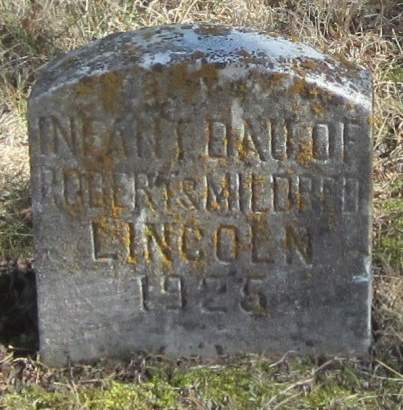 INFANT DAU. OF
ROBERT & MILDRED
LINCOLN
1925